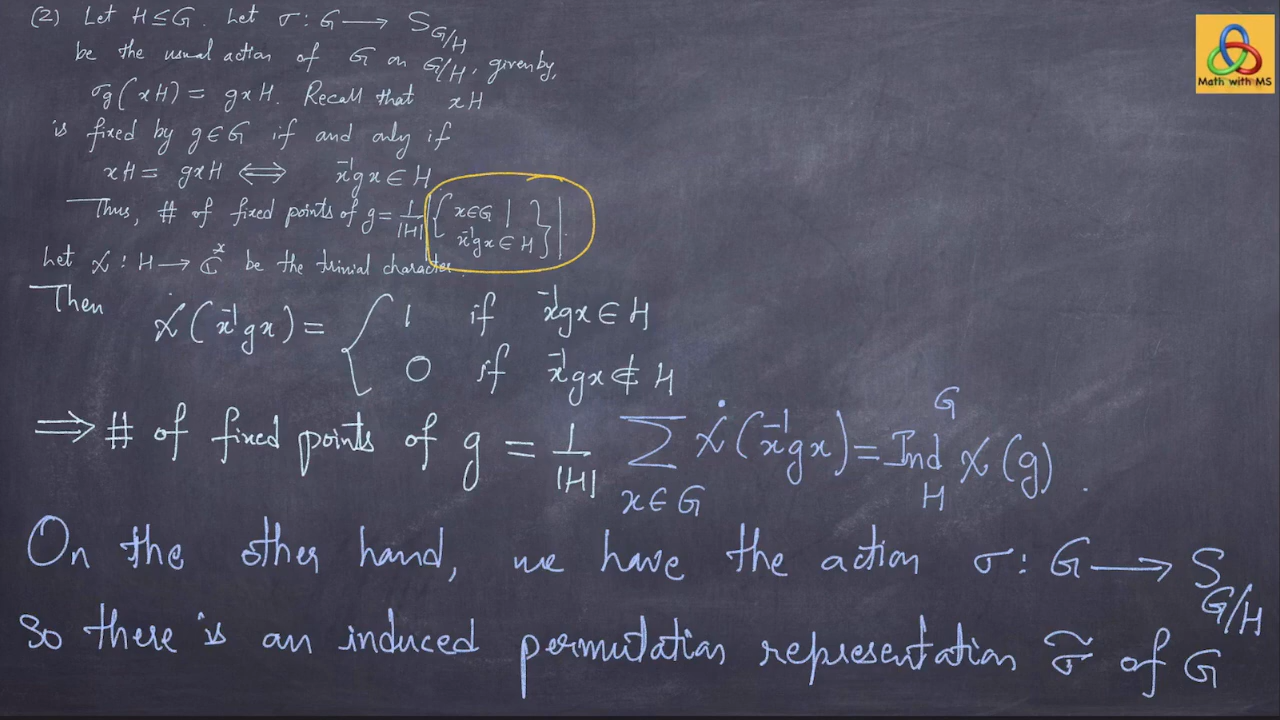 (2) Let H ≤ G. Let σ : G ⟶ S_{G/H}
be the usual action of G on G/H, given by,
σ_g(xH) = gxH. Recall that xH
is fixed by g ∈ G if and only if
xH = gxH ⟺ x⁻¹gx ∈ H
Thus, # of fixed points of g = 1/|H| |{x∈G | x⁻¹gx ∈ H}|.
Let χ : H ⟶ ℂ^× be the trivial character.
Then χ̇(x⁻¹gx) = { 1 if x⁻¹gx ∈ H
0 if x⁻¹gx ∉ H
⟹ # of fixed points of g = 1/|H| ∑_{x∈G} χ̇(x⁻¹gx) = Ind_H^G χ(g).
On the other hand, we have the action σ : G ⟶ S_{G/H}
so there is an induced permutation representation σ̃ of G
Math with MS